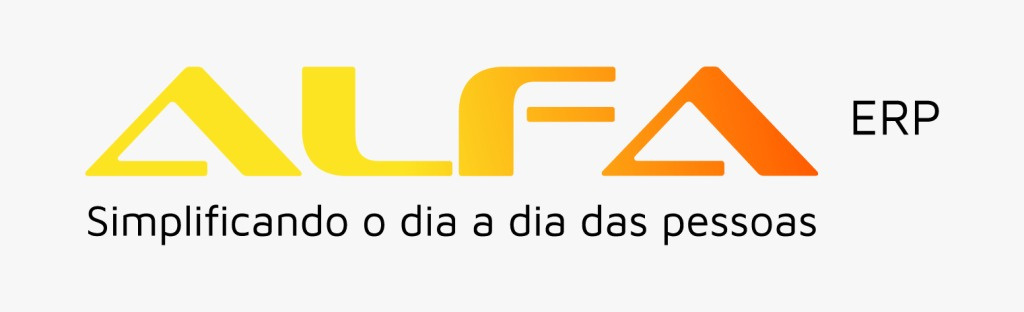 ALFA
ERP
Simplificando o dia a dia das pessoas